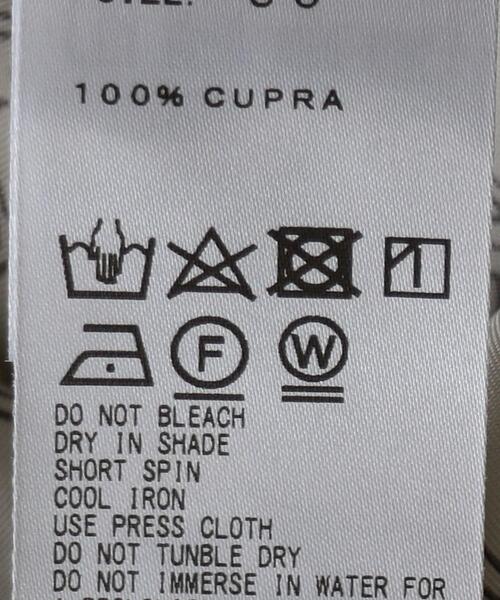 100% CUPRA
F W
DO NOT BLEACH
DRY IN SHADE
SHORT SPIN
COOL IRON
USE PRESS CLOTH
DO NOT TUNBLE DRY
DO NOT IMMERSE IN WATER FOR